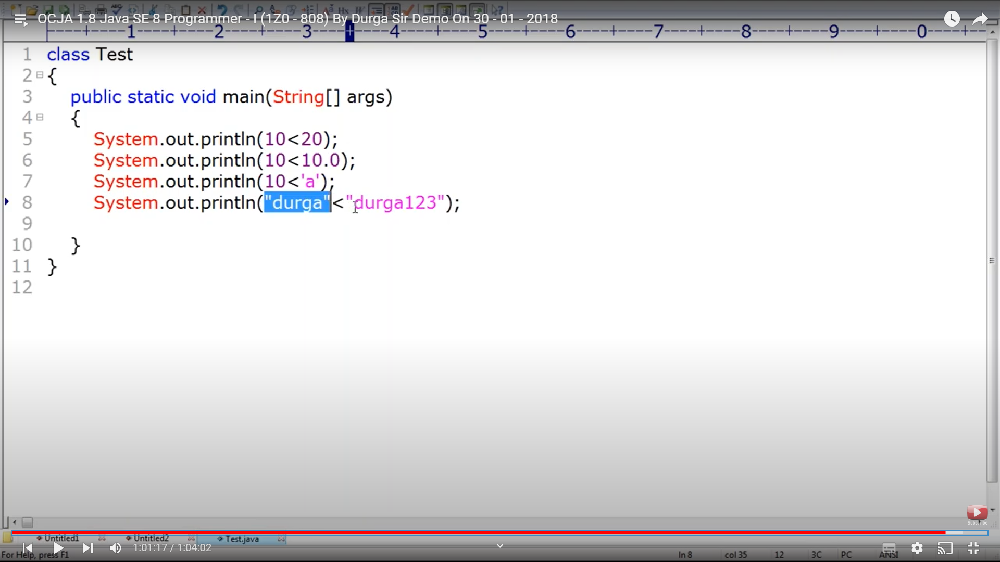 OCJA 1.8 Java SE 8 Programmer - I (1Z0 - 808) By Durga Sir Demo On 30 - 01 - 2018
----+----1----+----2----+----3----+----4----+----5----+----6----+----7----+----8----+----9----+----0----+--
1 class Test
2 {
3 public static void main(String[] args)
4 {
5 System.out.println(10<20);
6 System.out.println(10<10.0);
7 System.out.println(10<'a');
8 System.out.println("durga"<"durga123");
9
10 }
11 }
12
Subscribe
Untitled1 Untitled2 Test.java
1:01:17 / 1:04:02
For Help, press F1 ln 8 col 35 12 3C PC ANSI